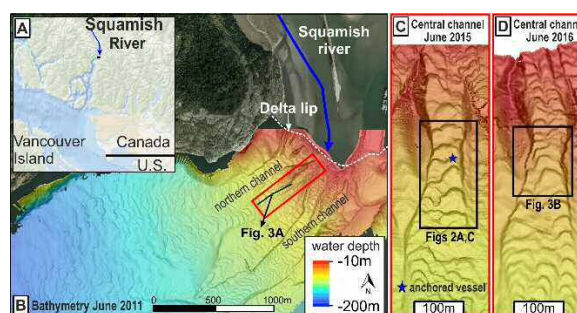 A
Squamish
River
Vancouver
Island
Canada
U.S.
Squamish
river
Delta lip
northern channel
southern channel
Fig. 3A
water depth
-10m
-200m
N
B Bathymetry June 2011
0 500 1000m
C Central channel
June 2015
Figs 2A,C
★ anchored vessel
100m
D Central channel
June 2016
Fig. 3B
100m